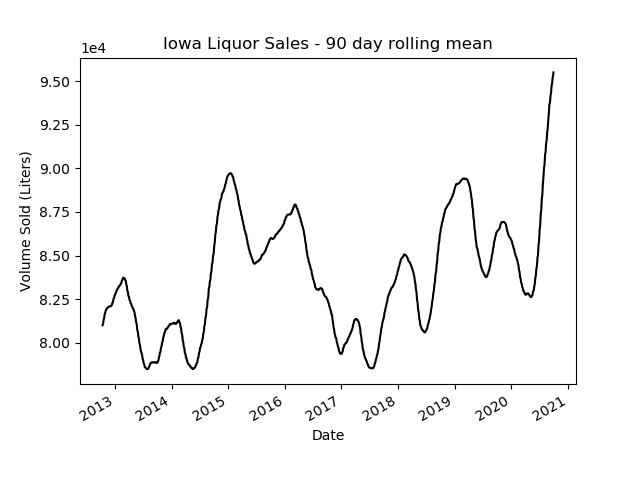 Iowa Liquor Sales - 90 day rolling mean
1e4
9.50
9.25
9.00
8.75
8.50
8.25
8.00
Volume Sold (Liters)
2013 2014 2015 2016 2017 2018 2019 2020 2021
Date